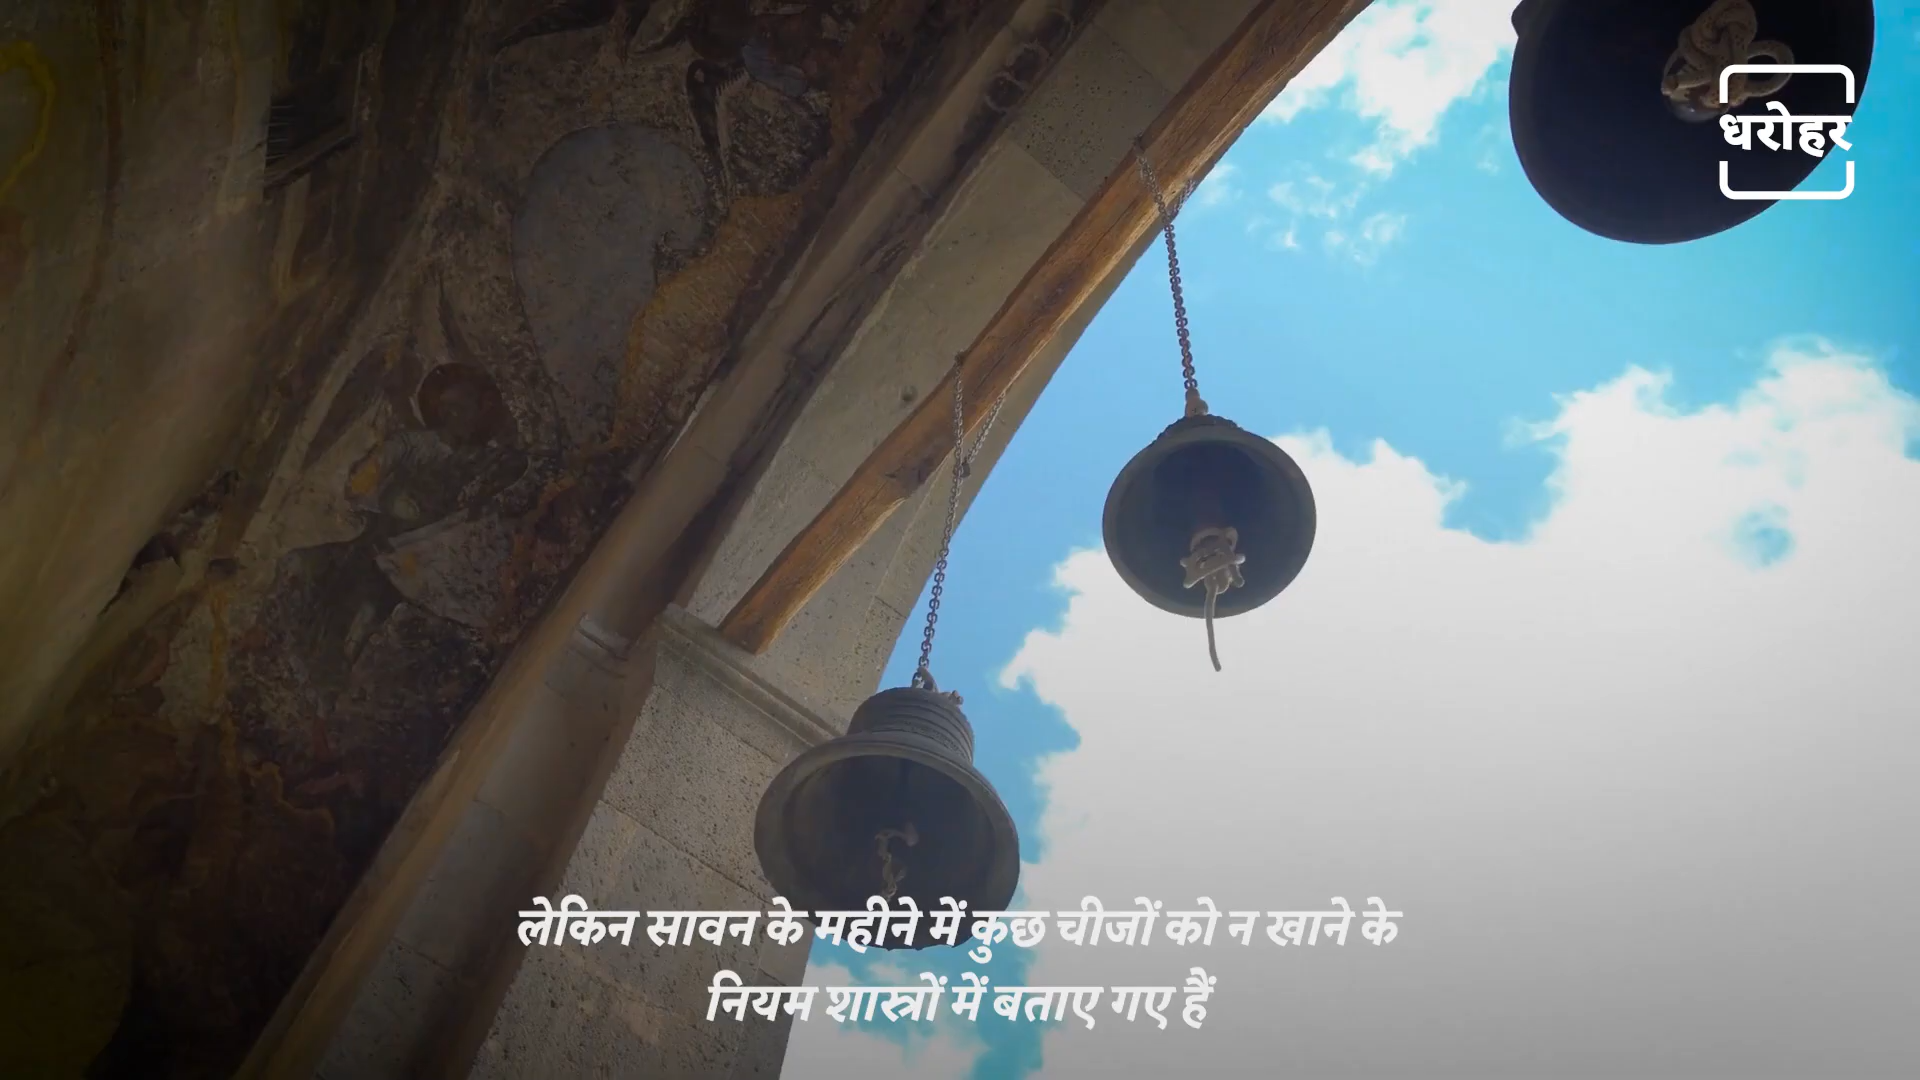 धरोहर
लेकिन सावन के महीने में कुछ चीजों को न खाने के
नियम शास्त्रों में बताए गए हैं